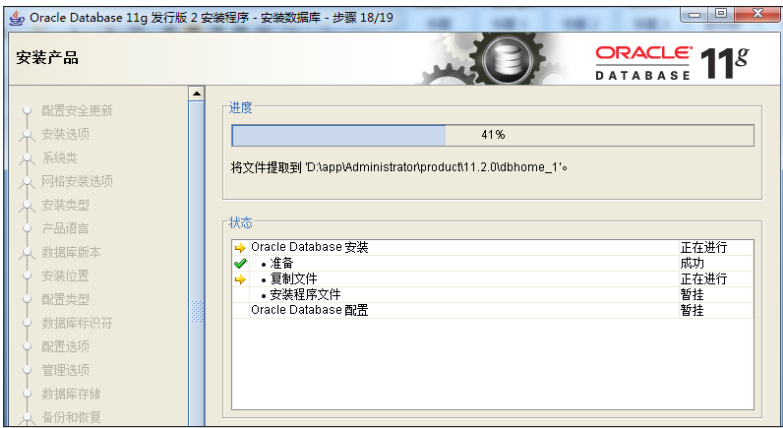 Oracle Database 11g 发行版 2 安装程序 - 安装数据库 - 步骤 18/19
安装产品
ORACLE
DATABASE 11g
配置安全更新
安装选项
系统类
网格安装选项
安装类型
产品语言
数据库版本
安装位置
配置类型
数据库标识符
配置选项
管理选项
数据库存储
备份和恢复
进度
41%
将文件提取到 'D:\app\Administrator\product\11.2.0\dbhome_1'。
状态
Oracle Database 安装 正在进行
• 准备 成功
• 复制文件 正在进行
• 安装程序文件 暂挂
Oracle Database 配置 暂挂